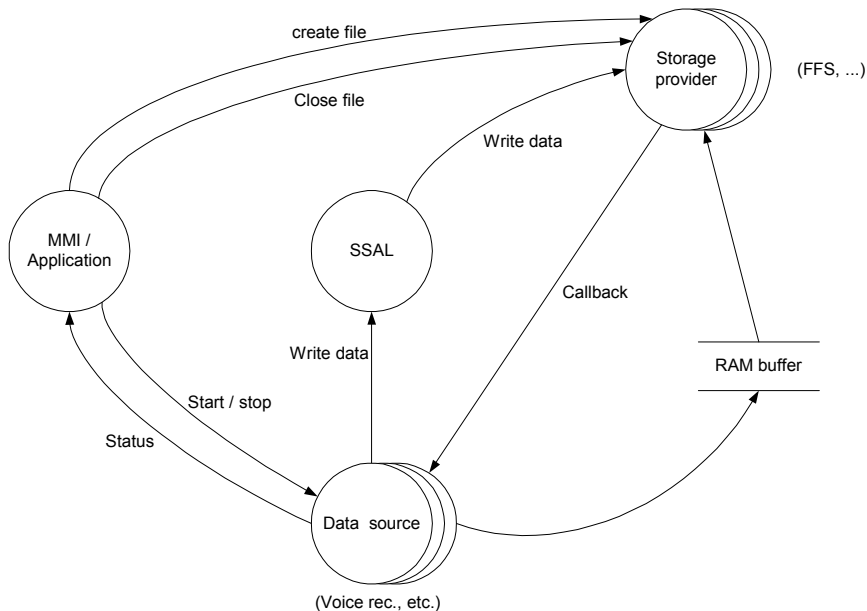 create file
Storage
provider
(FFS, ...)
Close file
Write data
MMI /
Application
SSAL
Callback
Write data
RAM buffer
Start / stop
Status
Data source
(Voice rec., etc.)